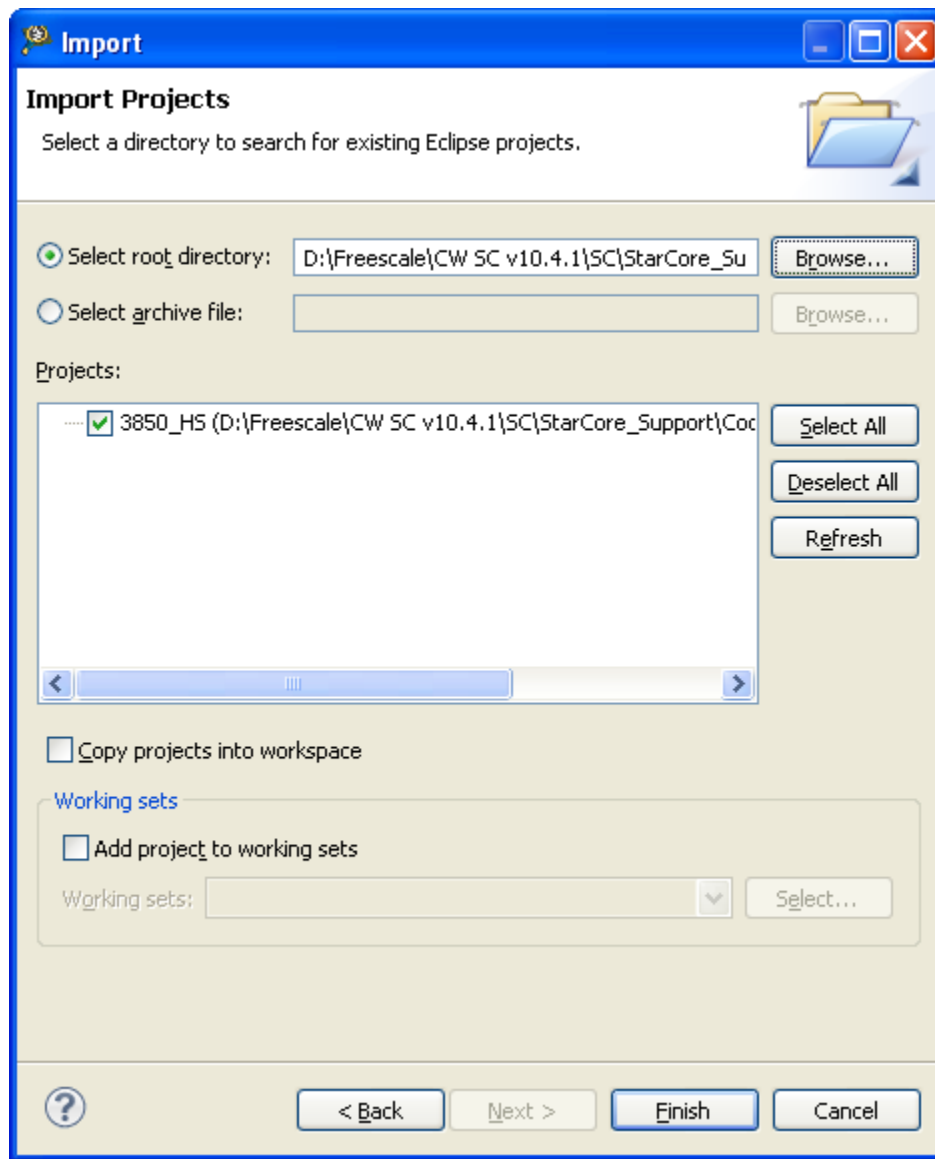 Import
Import Projects
Select a directory to search for existing Eclipse projects.
Select root directory: D:\Freescale\CW SC v10.4.1\SC\StarCore_Su Browse...
Select archive file: Browse...
Projects:
3850_HS (D:\Freescale\CW SC v10.4.1\SC\StarCore_Support\Coc Select All
Deselect All
Refresh
Copy projects into workspace
Working sets
Add project to working sets
Working sets: Select...
? < Back Next > Finish Cancel